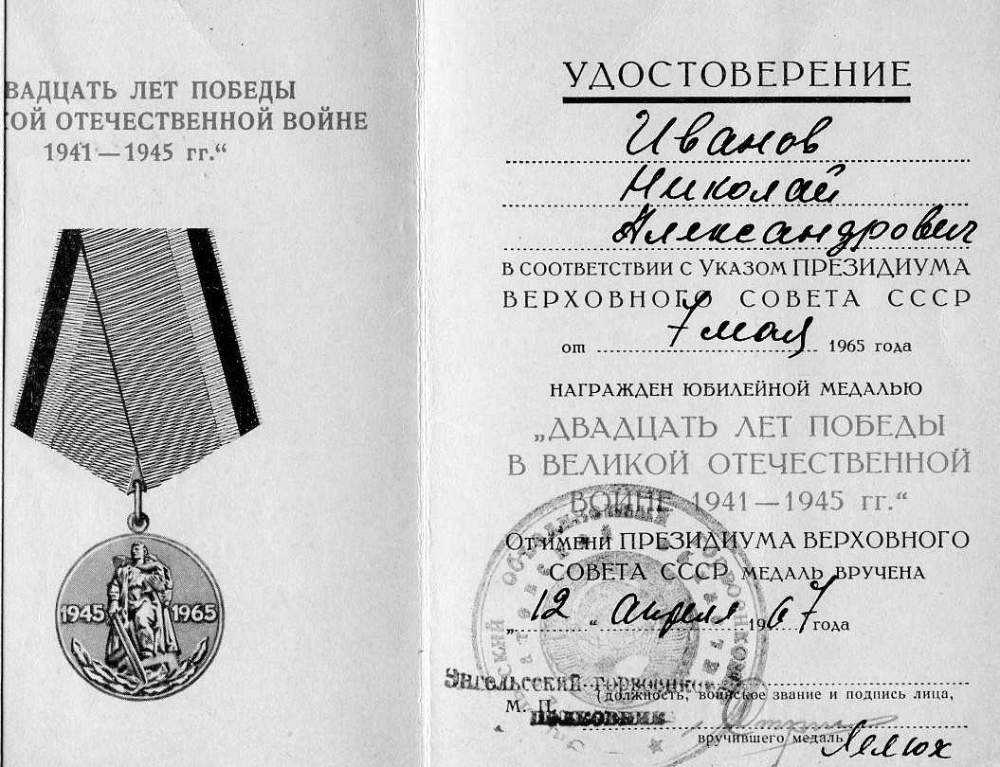 ВАДЦАТЬ ЛЕТ ПОБЕДЫ
ОЙ ОТЕЧЕСТВЕННОЙ ВОЙНЕ
1941—1945 гг.“
1945 1965
УДОСТОВЕРЕНИЕ
Иванов
Николай
Александрович
В СООТВЕТСТВИИ С УКАЗОМ ПРЕЗИДИУМА
ВЕРХОВНОГО СОВЕТА СССР
от 7 мая 1965 года
НАГРАЖДЕН ЮБИЛЕЙНОЙ МЕДАЛЬЮ
„ДВАДЦАТЬ ЛЕТ ПОБЕДЫ
В ВЕЛИКОЙ ОТЕЧЕСТВЕННОЙ
ВОЙНЕ 1941—1945 гг.“
ОТ ИМЕНИ ПРЕЗИДИУМА ВЕРХОВНОГО
СОВЕТА СССР МЕДАЛЬ ВРУЧЕНА
„12“ апреля 1967 года
Энгельсский горвоенком
М. П. (должность, воинское звание и подпись лица,
полковник
вручившего медаль
Лелюх